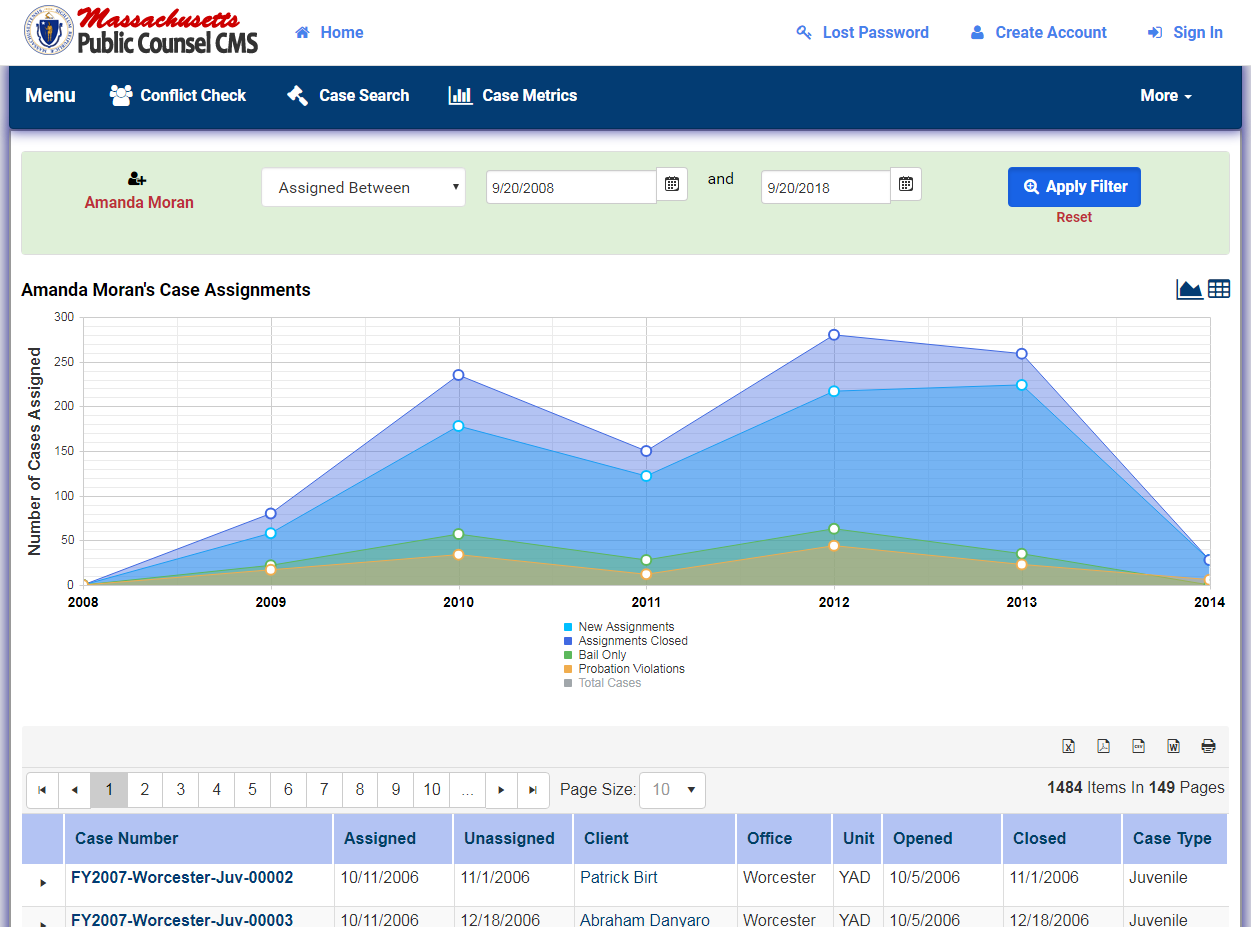 Massachusetts
Public Counsel CMS
Home
Lost Password
Create Account
Sign In
Menu
Conflict Check
Case Search
Case Metrics
More
Amanda Moran
Assigned Between
9/20/2008
and
9/20/2018
Apply Filter
Reset
Amanda Moran's Case Assignments
Number of Cases Assigned
300
250
200
150
100
50
0
2008 2009 2010 2011 2012 2013 2014
New Assignments
Assignments Closed
Bail Only
Probation Violations
Total Cases
1 2 3 4 5 6 7 8 9 10 ... Page Size: 10 1484 Items In 149 Pages
Case Number Assigned Unassigned Client Office Unit Opened Closed Case Type
FY2007-Worcester-Juv-00002 10/11/2006 11/1/2006 Patrick Birt Worcester YAD 10/5/2006 11/1/2006 Juvenile
FY2007-Worcester-Juv-00003 10/11/2006 12/18/2006 Abraham Danyaro Worcester YAD 10/5/2006 12/18/2006 Juvenile